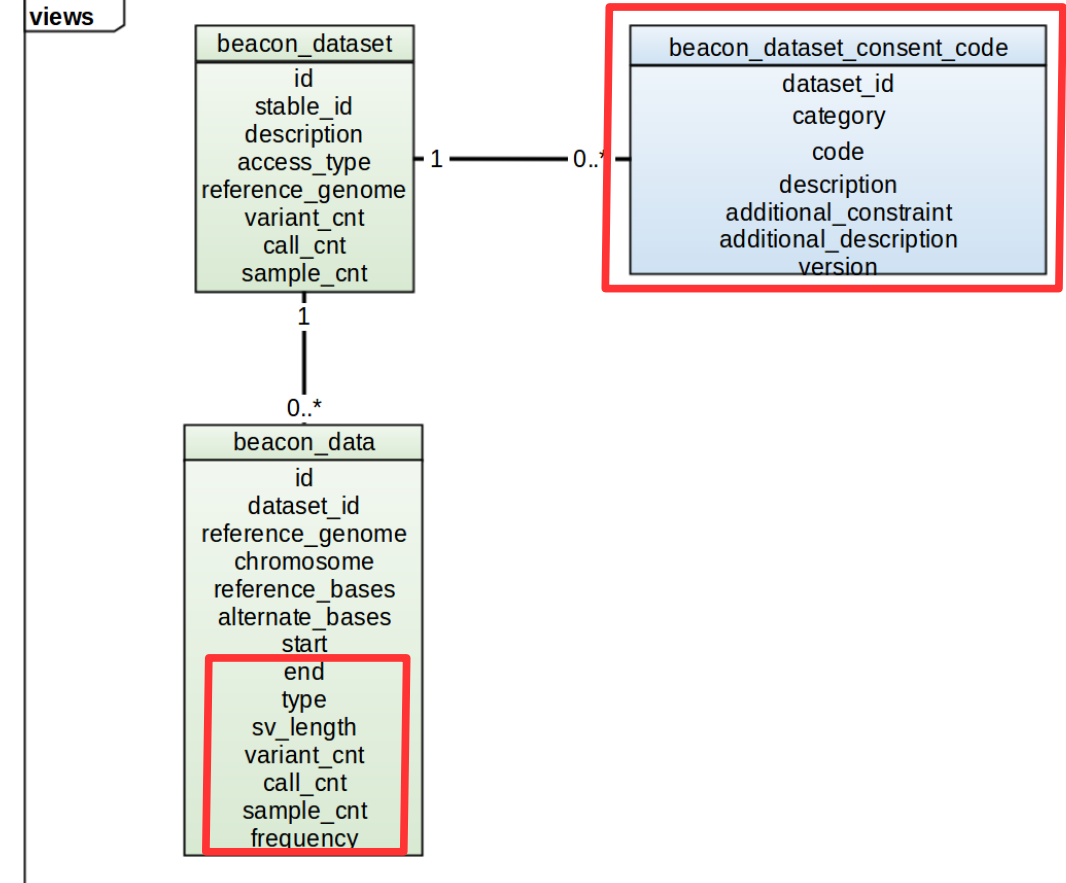 views
beacon_dataset
id
stable_id
description
access_type
reference_genome
variant_cnt
call_cnt
sample_cnt
1
0..*
beacon_dataset_consent_code
dataset_id
category
code
description
additional_constraint
additional_description
version
1
0..*
beacon_data
id
dataset_id
reference_genome
chromosome
reference_bases
alternate_bases
start
end
type
sv_length
variant_cnt
call_cnt
sample_cnt
frequency